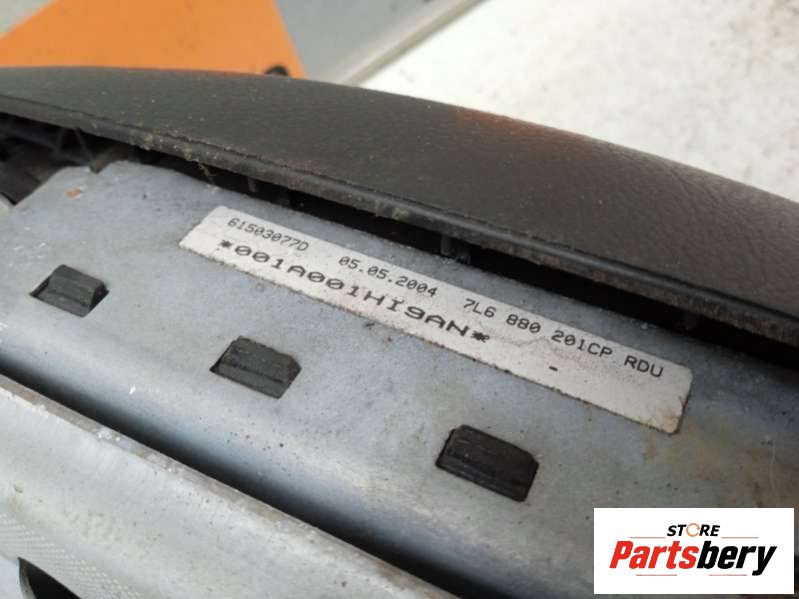 61503077D 05.05.2004 7L6 880 201CP RDU
*001A001HI9AN* -
STORE
Partsbery